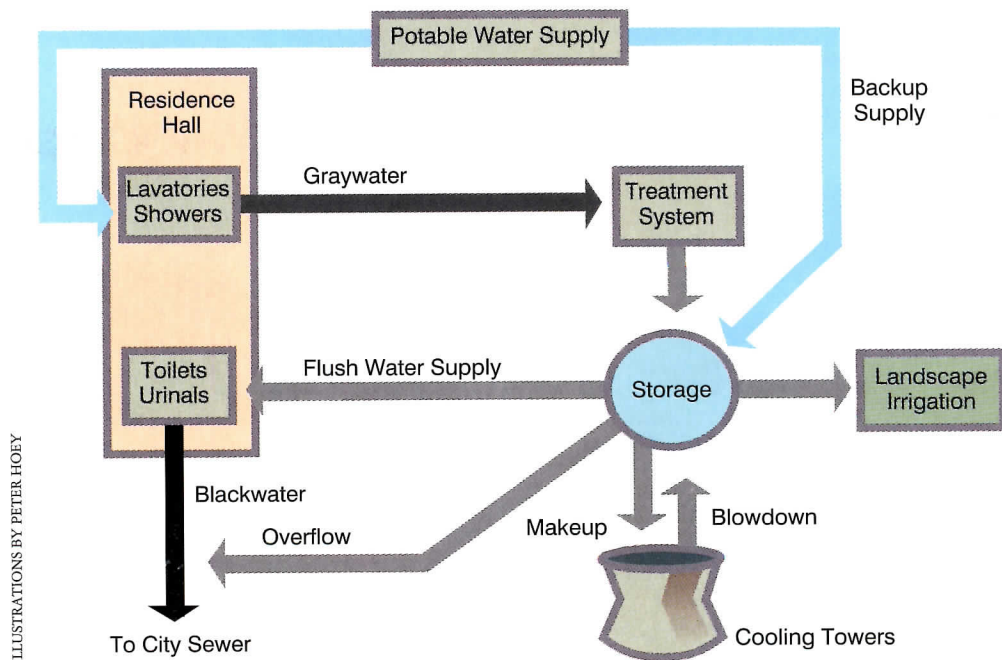 Potable Water Supply
Residence
Hall
Backup
Supply
Lavatories
Showers
Graywater
Treatment
System
Toilets
Urinals
Flush Water Supply
Storage
Landscape
Irrigation
Blackwater
Overflow
Makeup
Blowdown
To City Sewer
Cooling Towers
ILLUSTRATIONS BY PETER HOEY